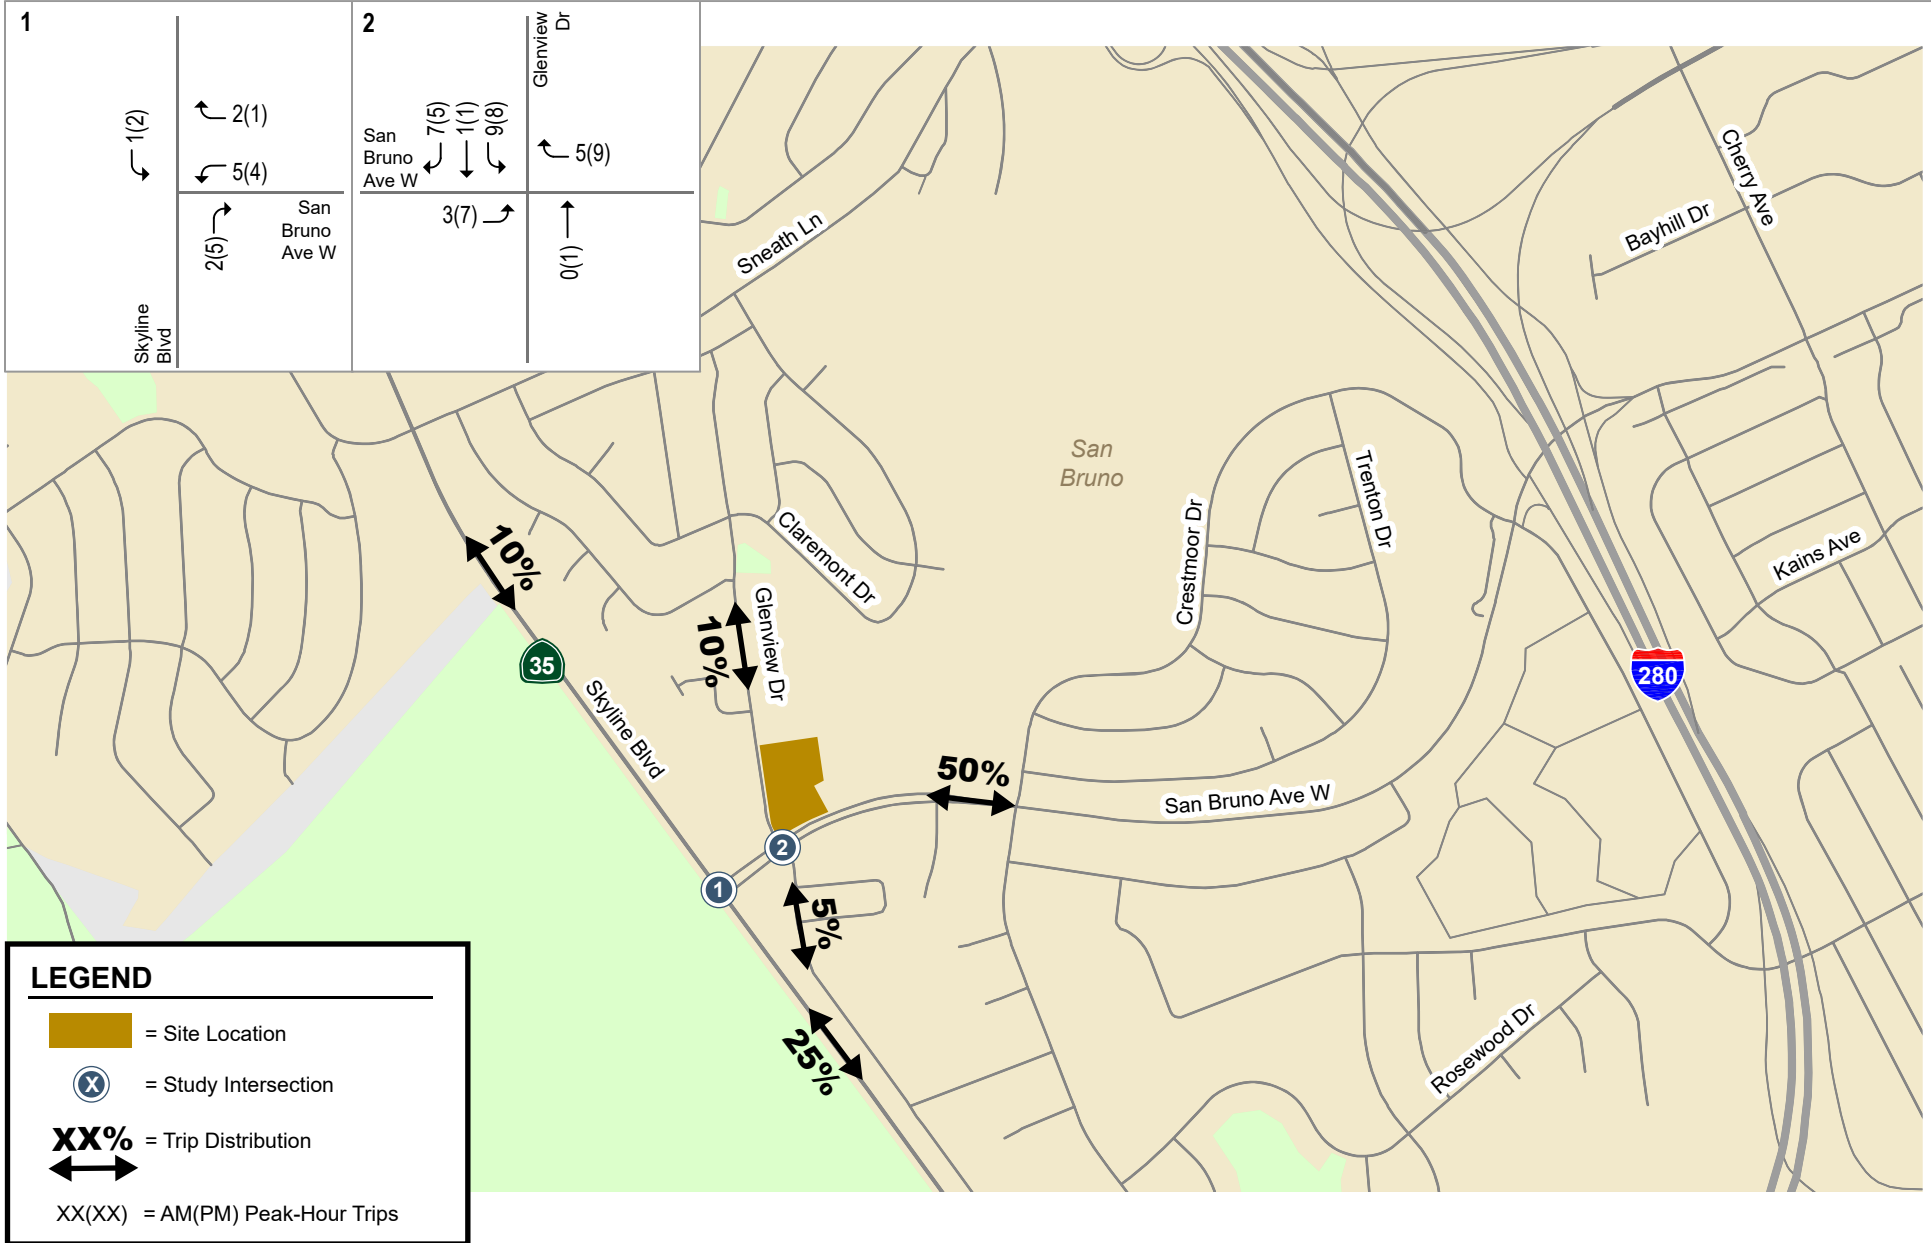 1
1(2)
2(1)
5(4)
2(5)
San
Bruno
Ave W
Skyline
Blvd
2
Glenview
Dr
San
Bruno
Ave W
7(5)
1(1)
9(8)
5(9)
3(7)
0(1)
Sneath Ln
Cherry Ave
Bayhill Dr
San
Bruno
Trenton Dr
Crestmoor Dr
Kains Ave
Claremont Dr
10%
Glenview Dr
10%
35
280
Skyline Blvd
50%
San Bruno Ave W
2
1
5%
25%
Rosewood Dr
LEGEND
= Site Location
X = Study Intersection
XX% = Trip Distribution
XX(XX) = AM(PM) Peak-Hour Trips